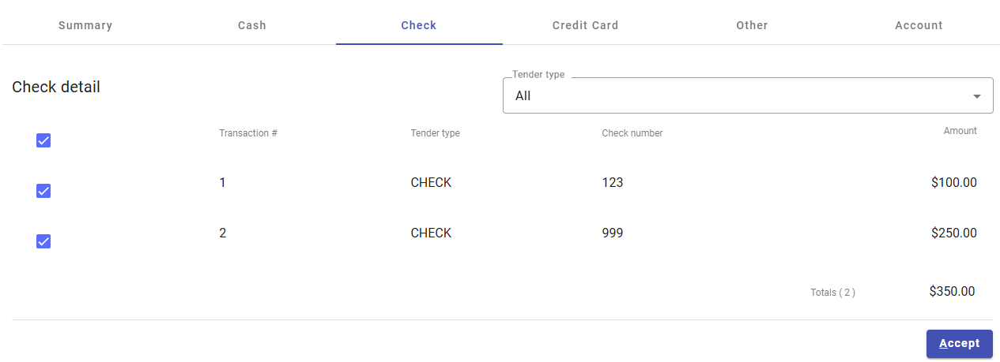 Summary Cash Check Credit Card Other Account
Tender type
Check detail
All
Transaction # Tender type Check number Amount
1 CHECK 123 $100.00
2 CHECK 999 $250.00
Totals ( 2 ) $350.00
Accept